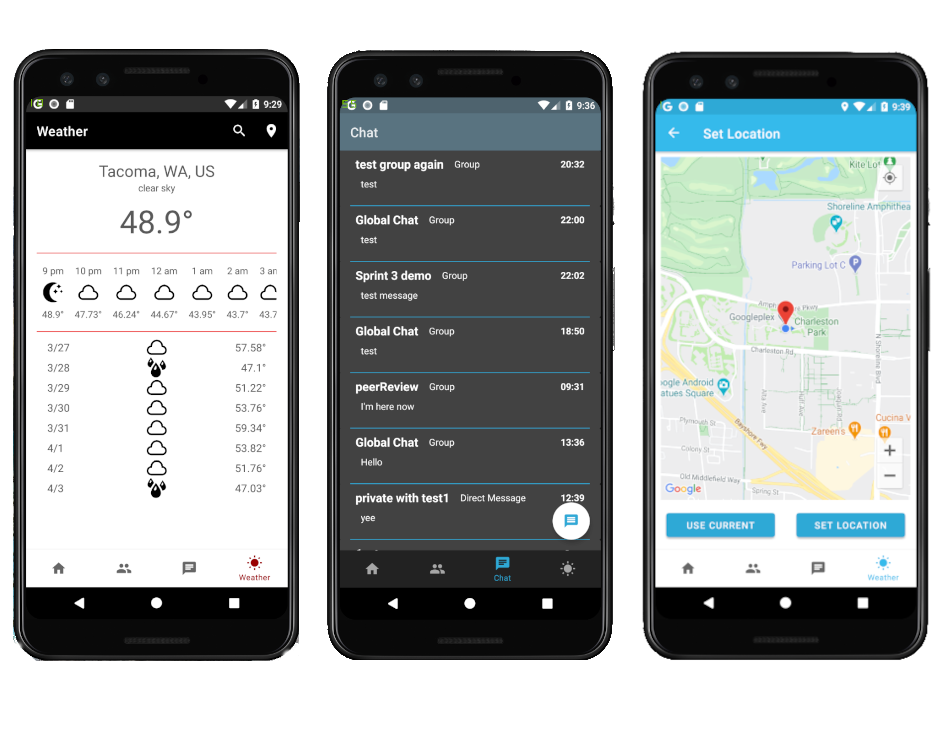 9:29
Weather
Tacoma, WA, US
clear sky
48.9°
9 pm 10 pm 11 pm 12 am 1 am 2 am 3 am
48.9° 47.73° 46.24° 44.67° 43.95° 43.7° 43.7
3/27 57.58°
3/28 47.1°
3/29 51.22°
3/30 53.76°
3/31 59.34°
4/1 53.82°
4/2 51.76°
4/3 47.03°
Weather
9:36
Chat
test group again Group 20:32
test
Global Chat Group 22:00
test
Sprint 3 demo Group 22:02
test message
Global Chat Group 18:50
test
peerReview Group 09:31
I'm here now
Global Chat Group 13:36
Hello
private with test1 Direct Message 12:39
yee
Chat
9:39
Set Location
Kite Lot
Shoreline Amphithea
Parking Lot C
Amph Pkwy
Googleplex
Charleston
Park
Charleston Rd
N Shoreline Blvd
oogle Android
atues Square
Alta Ave
Huff Ave
Plymouth St
Zareen's
Cucina V
Colony St
Bayshore Fwy
Old Middlefield Way
Spring St
Google
USE CURRENT
SET LOCATION
Weather